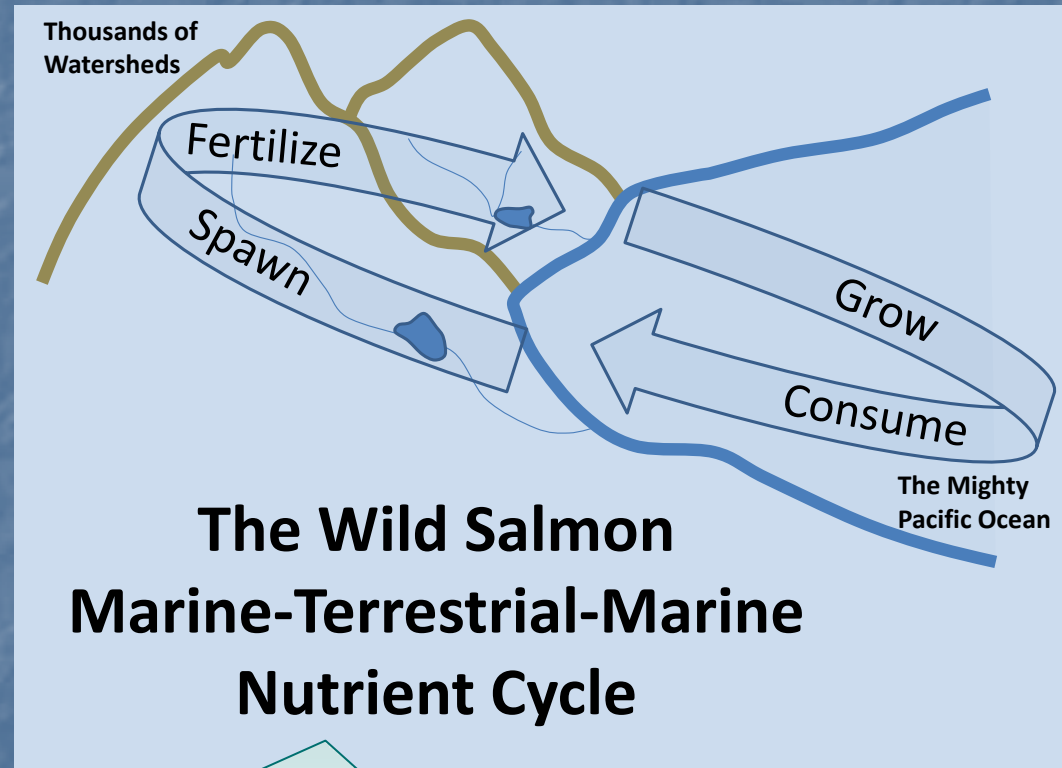 Thousands of
Watersheds
Fertilize
Spawn
Grow
Consume
The Mighty
Pacific Ocean
The Wild Salmon
Marine-Terrestrial-Marine
Nutrient Cycle